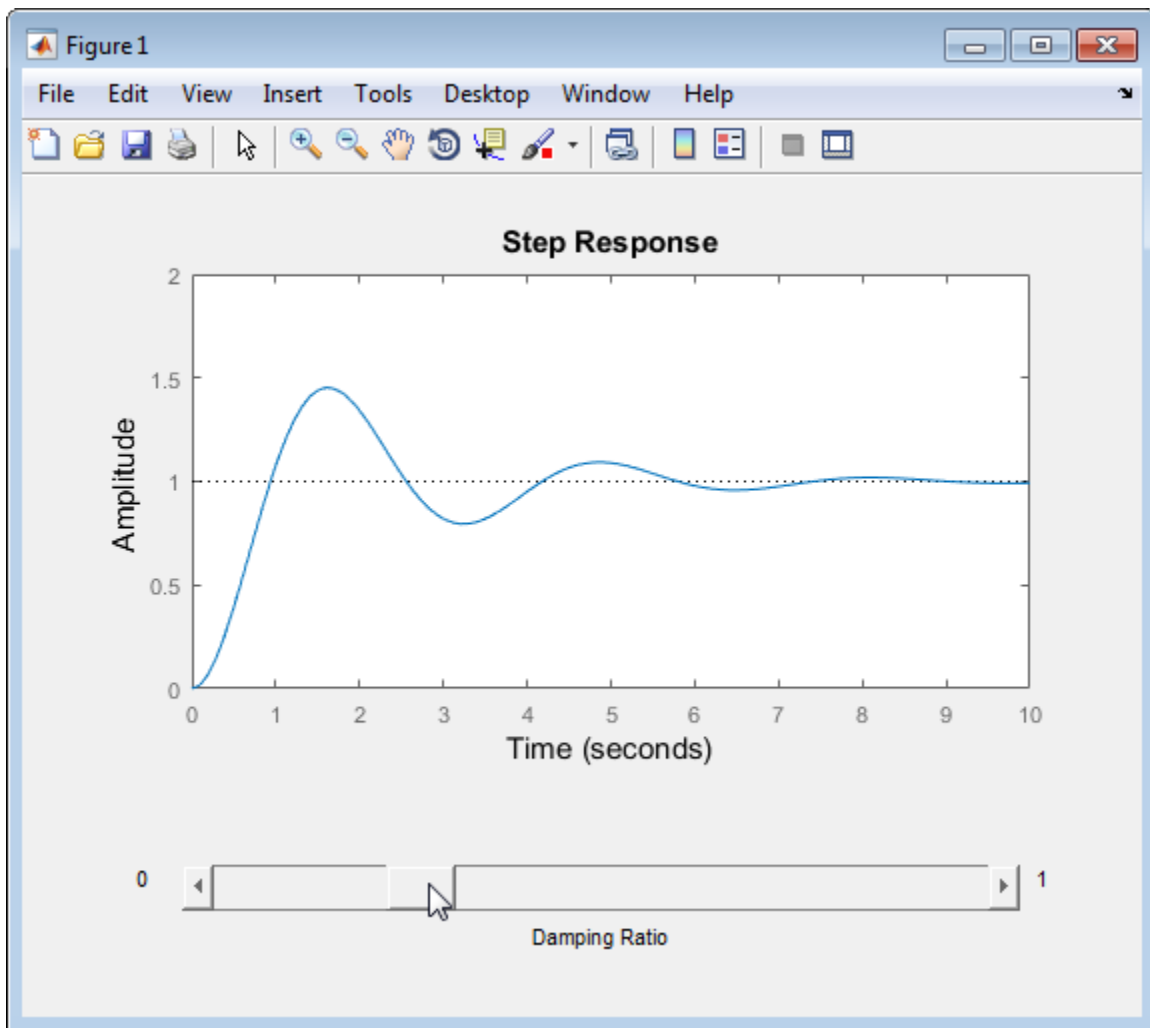 Figure 1
File Edit View Insert Tools Desktop Window Help
Step Response
2
1.5
1
0.5
0
Amplitude
0 1 2 3 4 5 6 7 8 9 10
Time (seconds)
0 1
Damping Ratio